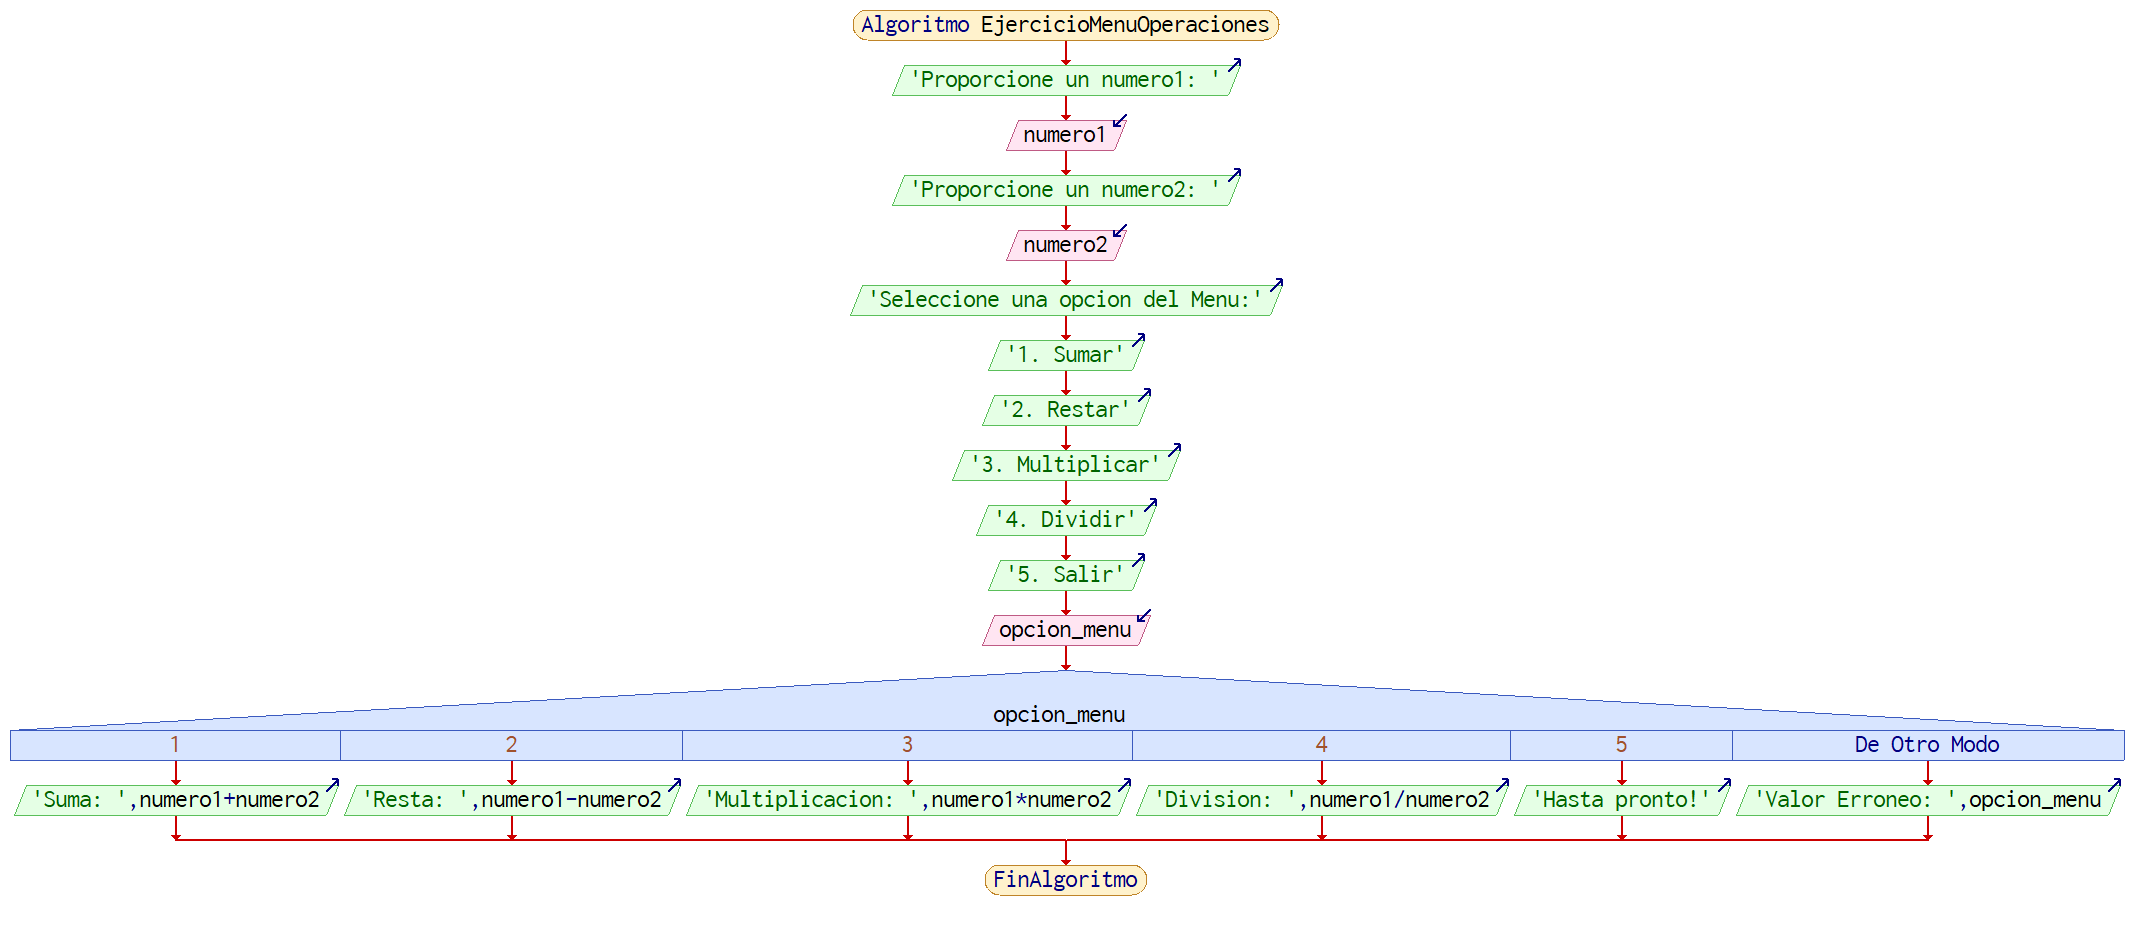 Algoritmo EjercicioMenuOperaciones
'Proporcione un numero1: '
numero1
'Proporcione un numero2: '
numero2
'Seleccione una opcion del Menu:'
'1. Sumar'
'2. Restar'
'3. Multiplicar'
'4. Dividir'
'5. Salir'
opcion_menu
opcion_menu
1 2 3 4 5 De Otro Modo
'Suma: ',numero1+numero2 'Resta: ',numero1-numero2 'Multiplicacion: ',numero1*numero2 'Division: ',numero1/numero2 'Hasta pronto!' 'Valor Erroneo: ',opcion_menu
FinAlgoritmo